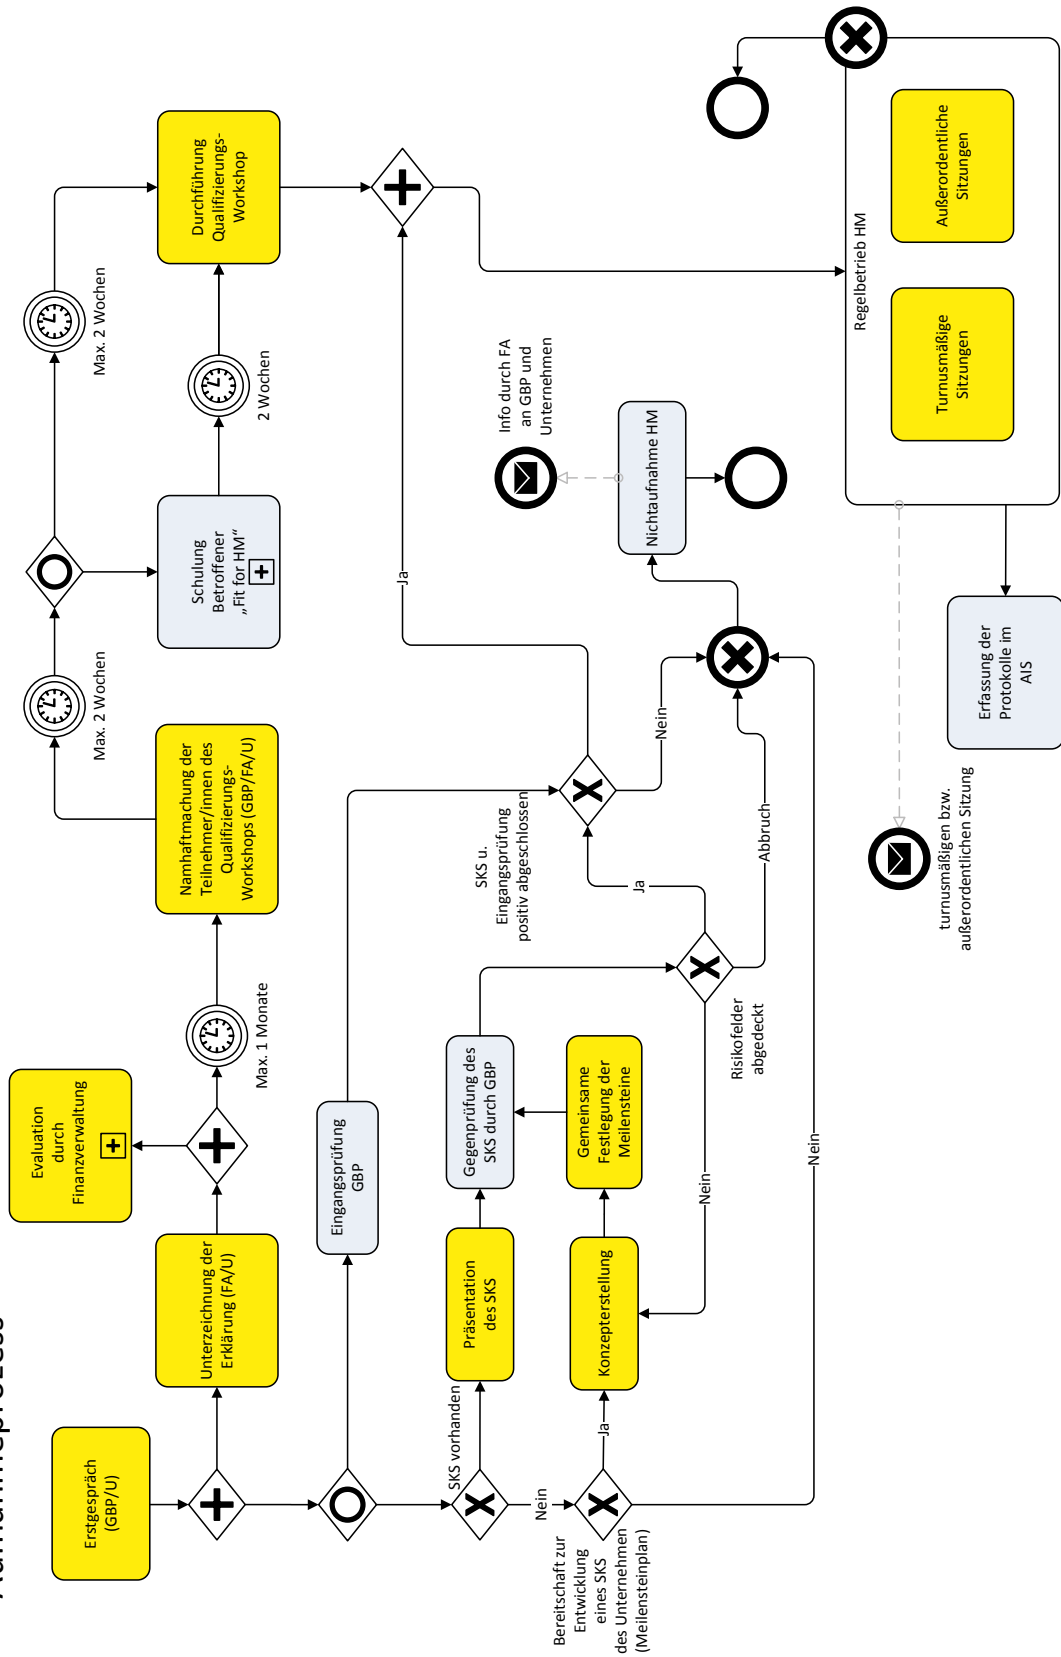 Erstgespräch
(GBP/U)
Unterzeichnung der
Erklärung (FA/U)
Evaluation
durch
Finanzverwaltung
Max. 1 Monate
Namhaftmachung der
Teilnehmer/innen des
Qualifizierungs-
Workshops (GBP/FA/U)
Max. 2 Wochen
Schulung
Betroffener
„Fit for HM“
Max. 2 Wochen
2 Wochen
Durchführung
Qualifizierungs-
Workshop
Eingangsprüfung
GBP
SKS vorhanden
Präsentation
des SKS
Gegenprüfung des
SKS durch GBP
Nein
Bereitschaft zur
Entwicklung
eines SKS
des Unternehmen
(Meilensteinplan)
Ja
Konzepterstellung
Gemeinsame
Festlegung der
Meilensteine
Nein
Risikofelder
abgedeckt
Ja
Abbruch
Nein
SKS u.
Eingangsprüfung
positiv abgeschlossen
Ja
Nein
Nichtaufnahme HM
Info durch FA
an GBP und
Unternehmen
Regelbetrieb HM
Turnusmäßige
Sitzungen
Außerordentliche
Sitzungen
Erfassung der
Protokolle im
AIS
turnusmäßigen bzw.
außerordentlichen Sitzung